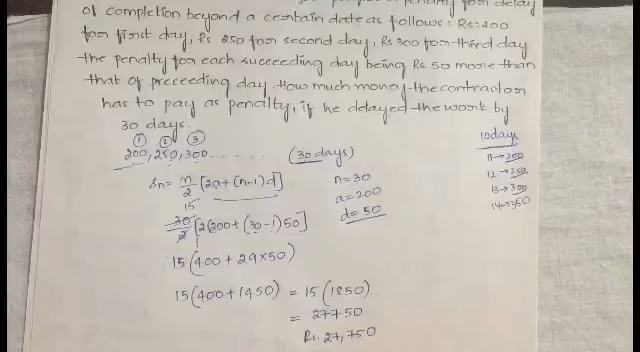 penalty for delay
of completion beyond a certain date as follows: Rs.200
for first day, Rs 250 for second day, Rs 300 for third day
the penalty for each succeeding day being Rs 50 more than
that of preceeding day. How much money the contractor
has to pay as penalty, if he delayed the work by
30 days.
① ② ③
200, 250, 300 ...... (30 days)
Sn = n/2 [2a + (n-1) d]
n = 30
a = 200
d = 50
15
30/2 [2(200 + (30-1) 50]
1
15 (400 + 29 × 50)
15 (400 + 1450) = 15 (1850)
= 27750
Rs. 27,750
10 days
11 → 200
12 → 250
13 → 300
14 → 350